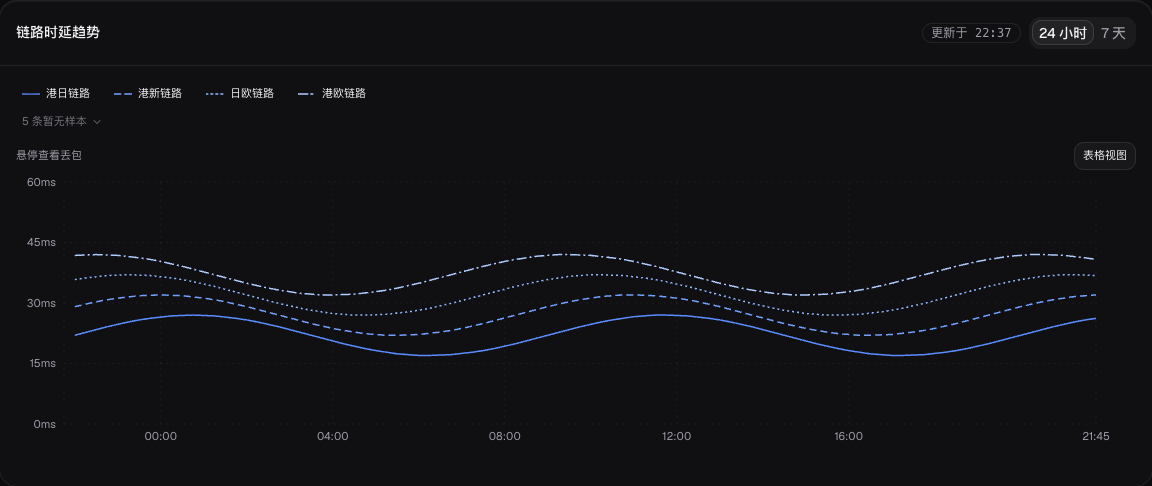 链路时延趋势
更新于 22:37
24 小时
7 天
港日链路
港新链路
日欧链路
港欧链路
5 条暂无样本
悬停查看丢包
表格视图
60ms
45ms
30ms
15ms
0ms
00:00
04:00
08:00
12:00
16:00
21:45